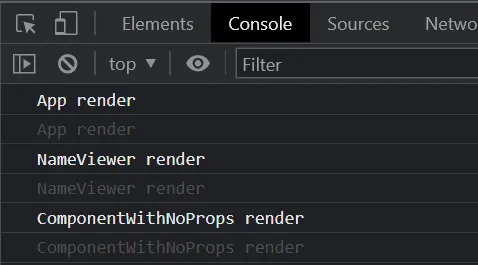 Elements Console Sources Netwo
top ▼ Filter
App render
App render
NameViewer render
NameViewer render
ComponentWithNoProps render
ComponentWithNoProps render